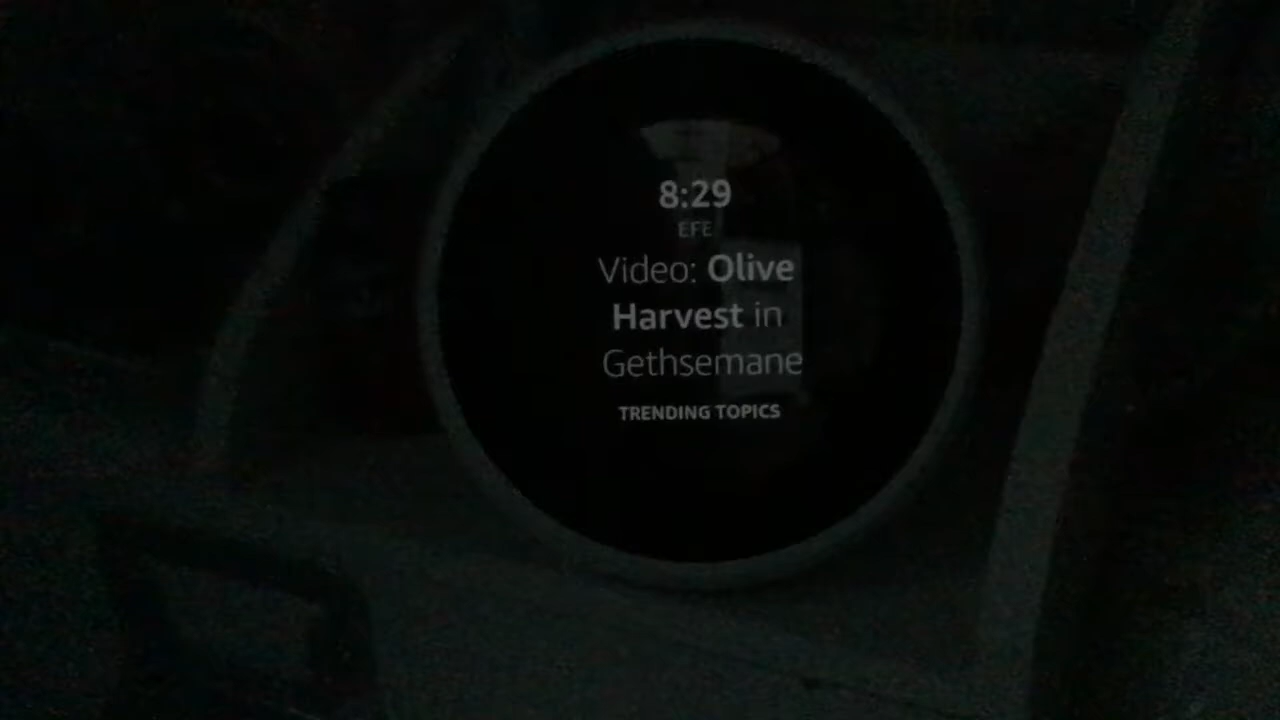 8:29
EFE
Video: Olive
Harvest in
Gethsemane
TRENDING TOPICS